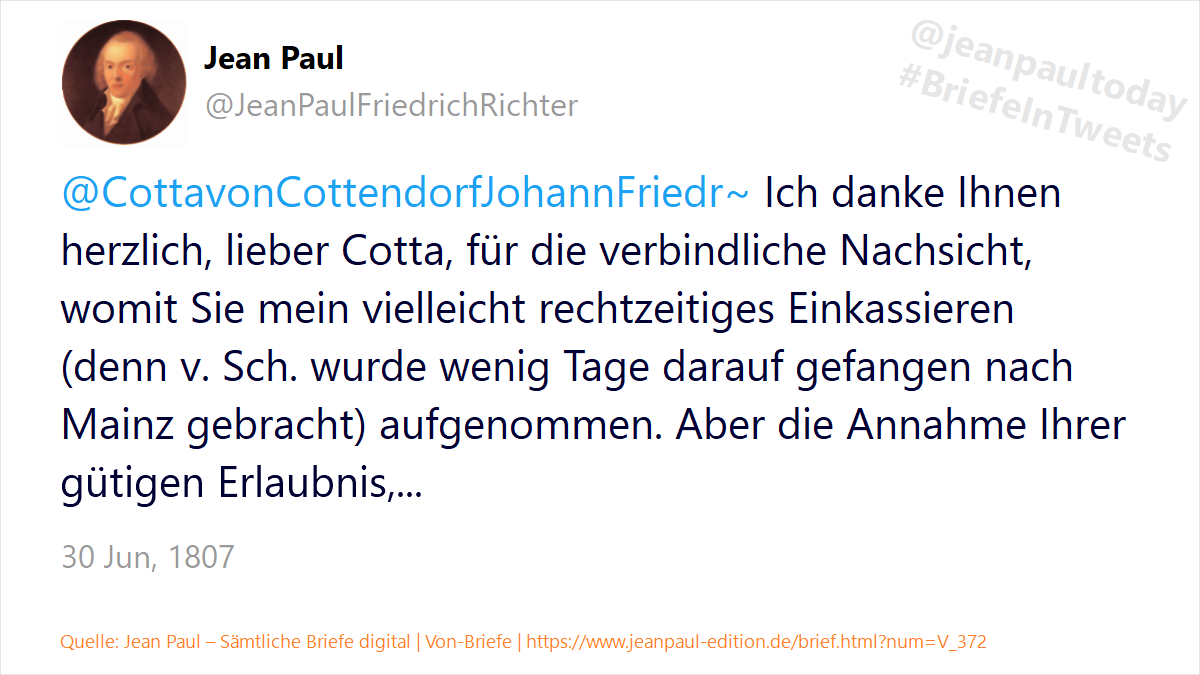 Jean Paul
@JeanPaulFriedrichRichter
@jeanpaultoday
#BriefeInTweets
@CottavonCottendorfJohannFriedr~ Ich danke Ihnen
herzlich, lieber Cotta, für die verbindliche Nachsicht,
womit Sie mein vielleicht rechtzeitiges Einkassieren
(denn v. Sch. wurde wenig Tage darauf gefangen nach
Mainz gebracht) aufgenommen. Aber die Annahme Ihrer
gütigen Erlaubnis,...
30 Jun, 1807
Quelle: Jean Paul – Sämtliche Briefe digital | Von-Briefe | https://www.jeanpaul-edition.de/brief.html?num=V_372